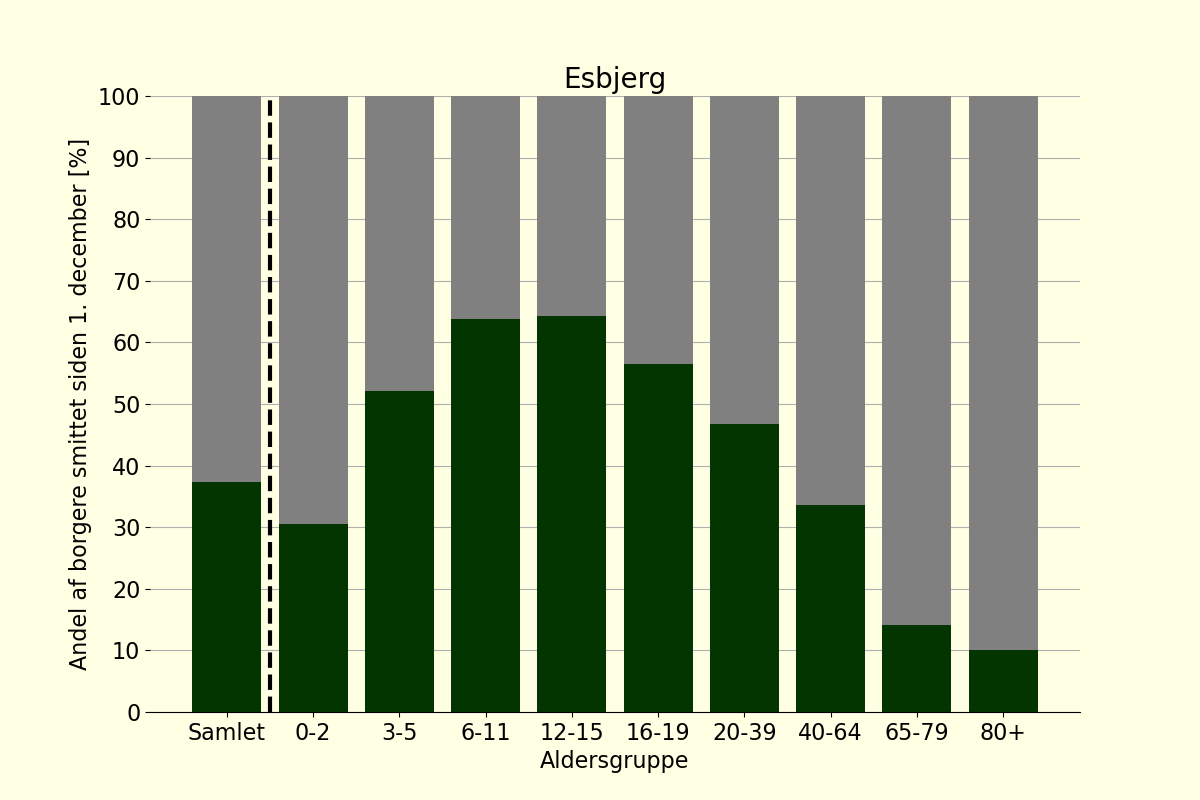 Esbjerg
Andel af borgere smittet siden 1. december [%]
100
90
80
70
60
50
40
30
20
10
0
Samlet 0-2 3-5 6-11 12-15 16-19 20-39 40-64 65-79 80+
Aldersgruppe